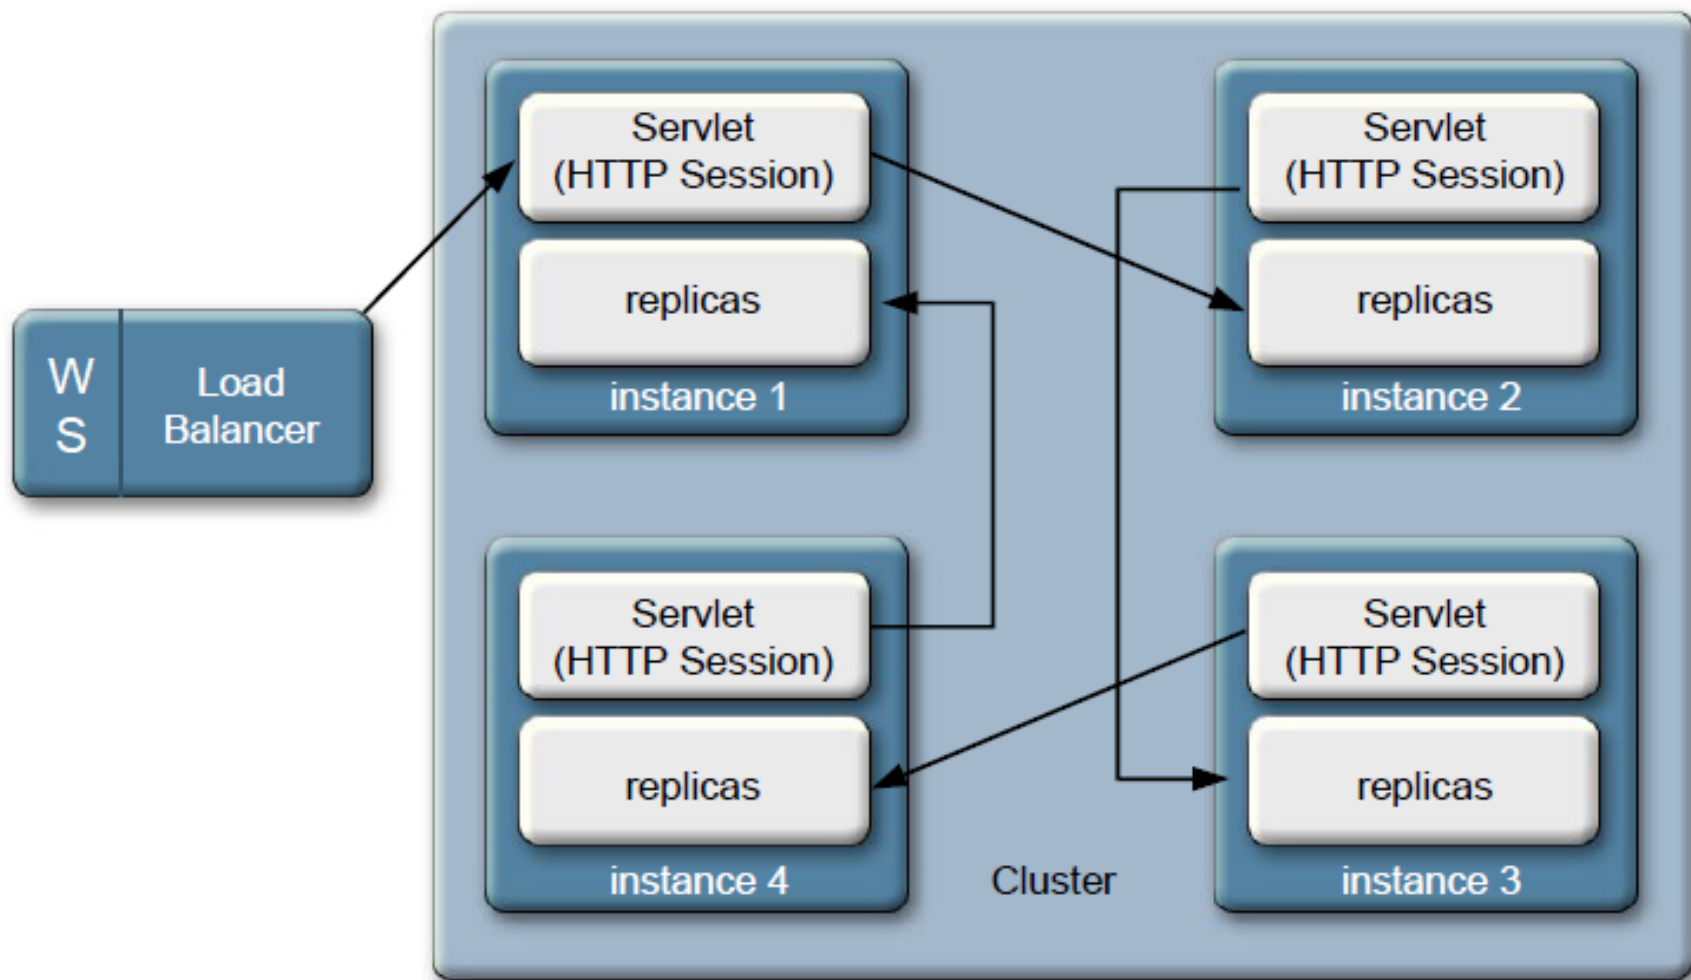 W
S
Load
Balancer
Servlet
(HTTP Session)
replicas
instance 1
Servlet
(HTTP Session)
replicas
instance 2
Servlet
(HTTP Session)
replicas
instance 4
Cluster
Servlet
(HTTP Session)
replicas
instance 3